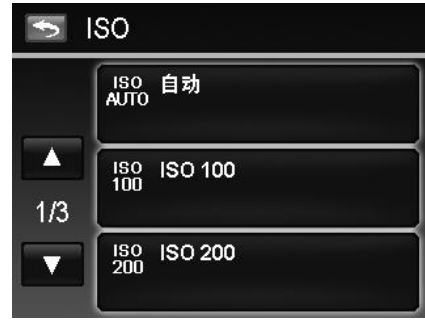 ISO
ISO AUTO 自动
ISO 100 ISO 100
1/3
ISO 200 ISO 200